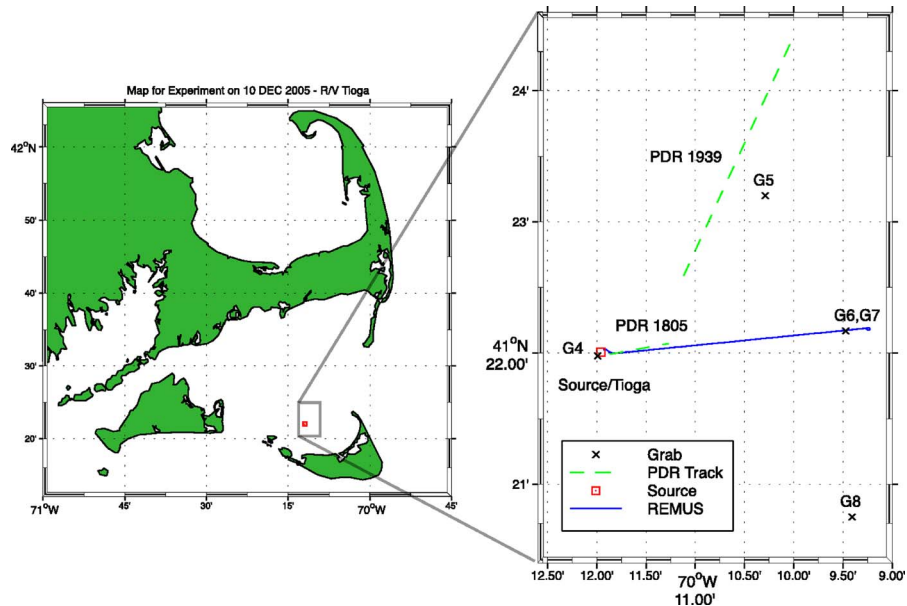 Map for Experiment on 10 DEC 2005 - R/V Tioga
42°N
50'
40'
30'
20'
71°W
45'
30'
15'
70°W
45'
24'
PDR 1939
G5
23'
PDR 1805
G6,G7
41°N
22.00'
G4
Source/Tioga
Grab
PDR Track
Source
REMUS
21'
G8
12.50'
12.00'
11.50'
70°W
11.00'
10.50'
10.00'
9.50'
9.00'